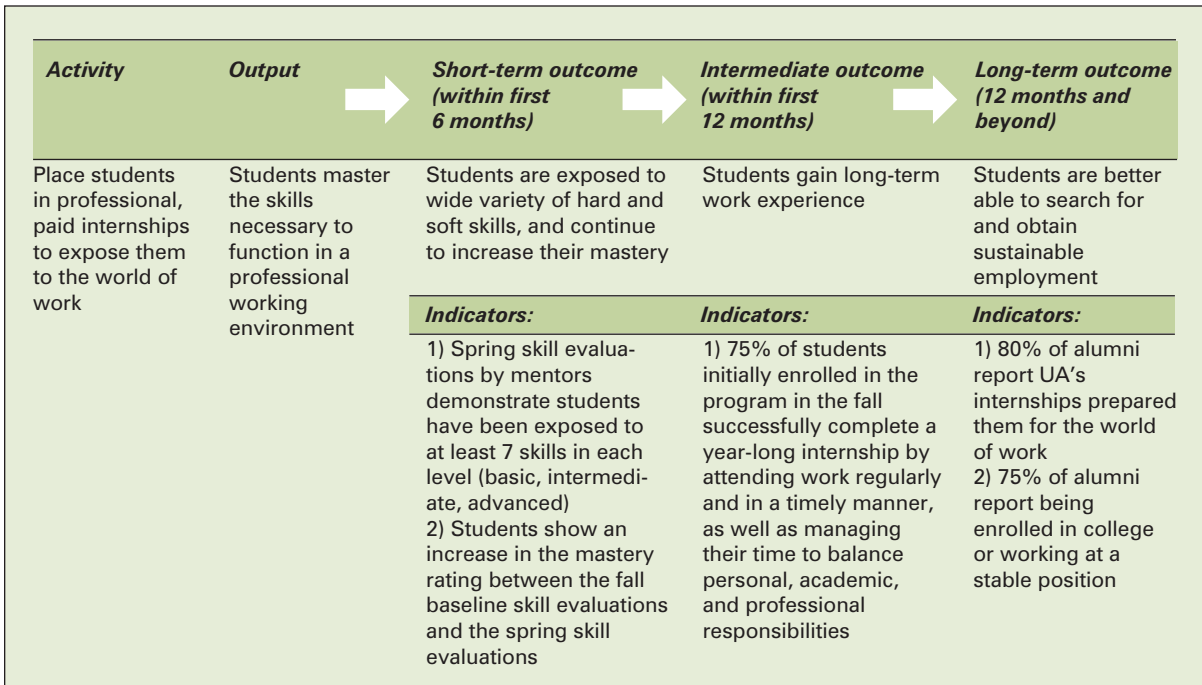 Activity
Output
Short-term outcome
(within first
6 months)
Intermediate outcome
(within first
12 months)
Long-term outcome
(12 months and
beyond)
Place students
in professional,
paid internships
to expose them
to the world of
work
Students master
the skills
necessary to
function in a
professional
working
environment
Students are exposed to
wide variety of hard and
soft skills, and continue
to increase their mastery
Students gain long-term
work experience
Students are better
able to search for
and obtain
sustainable
employment
Indicators:
1) Spring skill evalua-
tions by mentors
demonstrate students
have been exposed to
at least 7 skills in each
level (basic, intermedi-
ate, advanced)
2) Students show an
increase in the mastery
rating between the fall
baseline skill evaluations
and the spring skill
evaluations
Indicators:
1) 75% of students
initially enrolled in the
program in the fall
successfully complete a
year-long internship by
attending work regularly
and in a timely manner,
as well as managing
their time to balance
personal, academic,
and professional
responsibilities
Indicators:
1) 80% of alumni
report UA's
internships prepared
them for the world
of work
2) 75% of alumni
report being
enrolled in college
or working at a
stable position